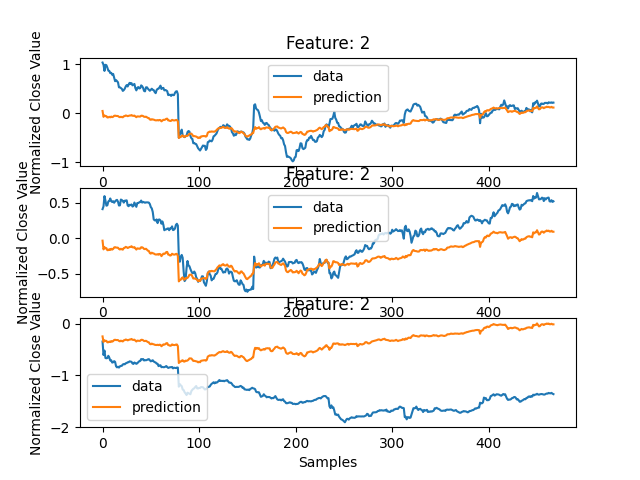 Feature: 2
Normalized Close Value
1
0
−1
data
prediction
0
100
200
300
400
Feature: 2
Normalized Close Value
0.5
0.0
−0.5
data
prediction
0
100
200
300
400
Feature: 2
Normalized Close Value
0
−1
−2
data
prediction
0
100
200
300
400
Samples